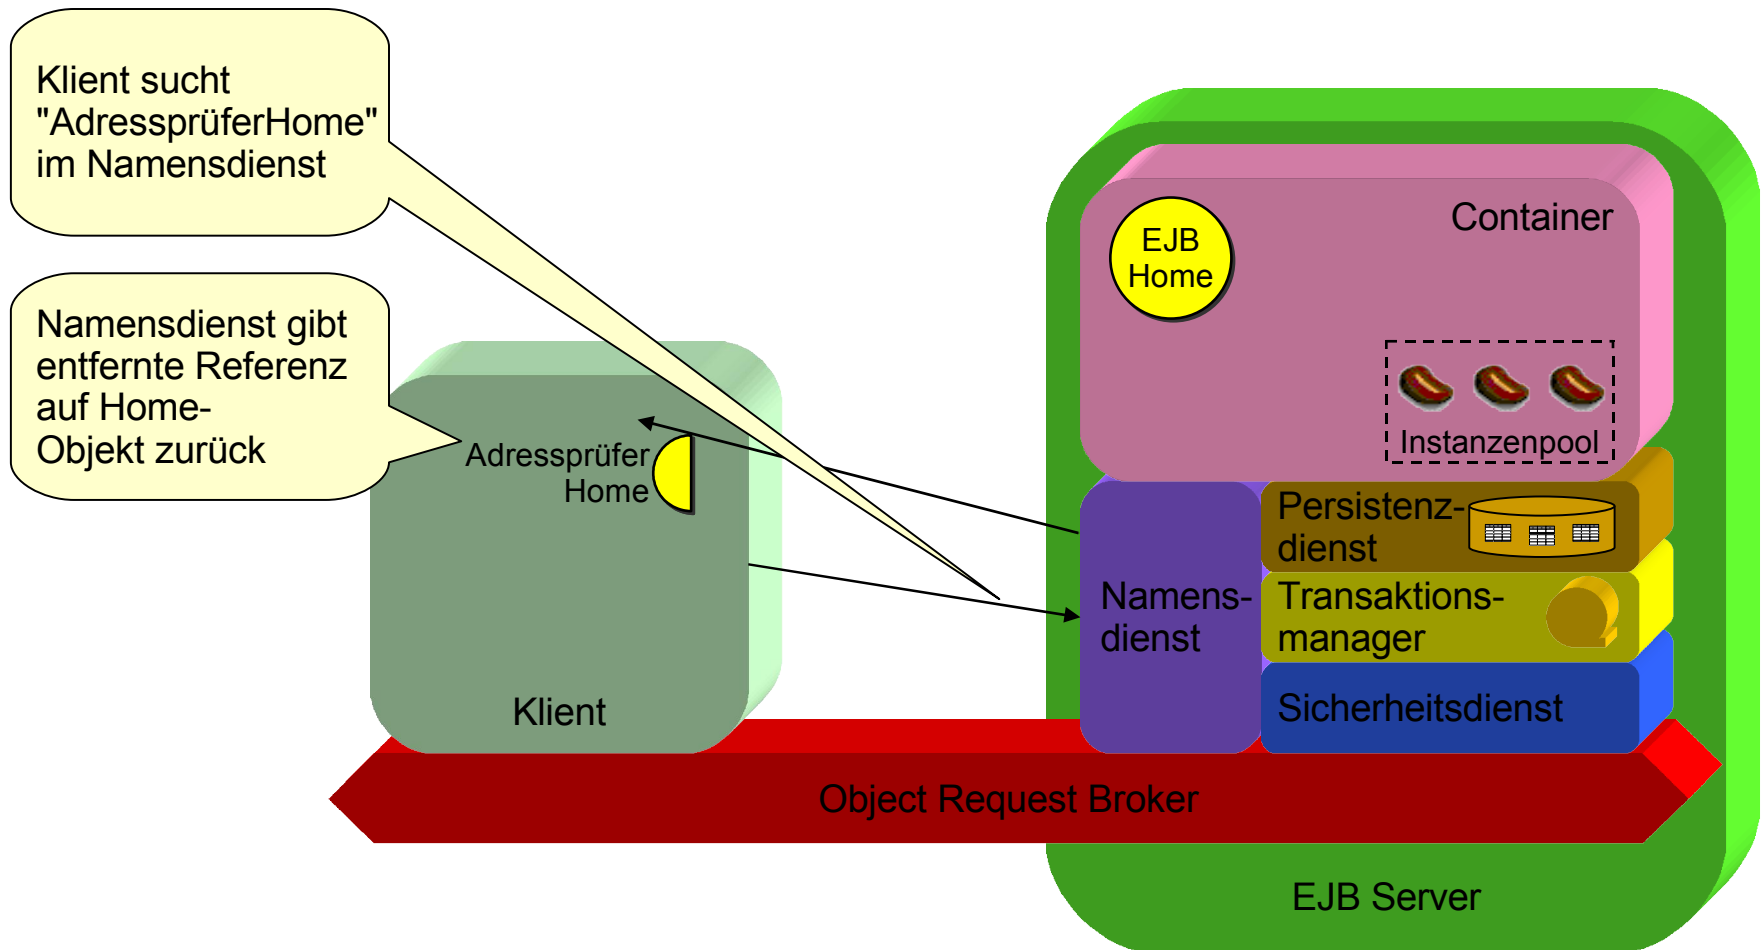 Klient sucht
"AdressprüferHome"
im Namensdienst
Namensdienst gibt
entfernte Referenz
auf Home-
Objekt zurück
Adressprüfer
Home
Klient
EJB
Home
Container
Instanzenpool
Namens-
dienst
Persistenz-
dienst
Transaktions-
manager
Sicherheitsdienst
Object Request Broker
EJB Server